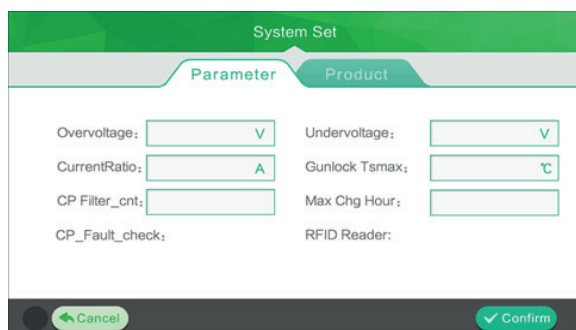 System Set
Parameter Product
Overvoltage: V Undervoltage: V
CurrentRatio: A Gunlock Tsmax: ℃
CP Filter_cnt: Max Chg Hour:
CP_Fault_check: RFID Reader:
Cancel Confirm